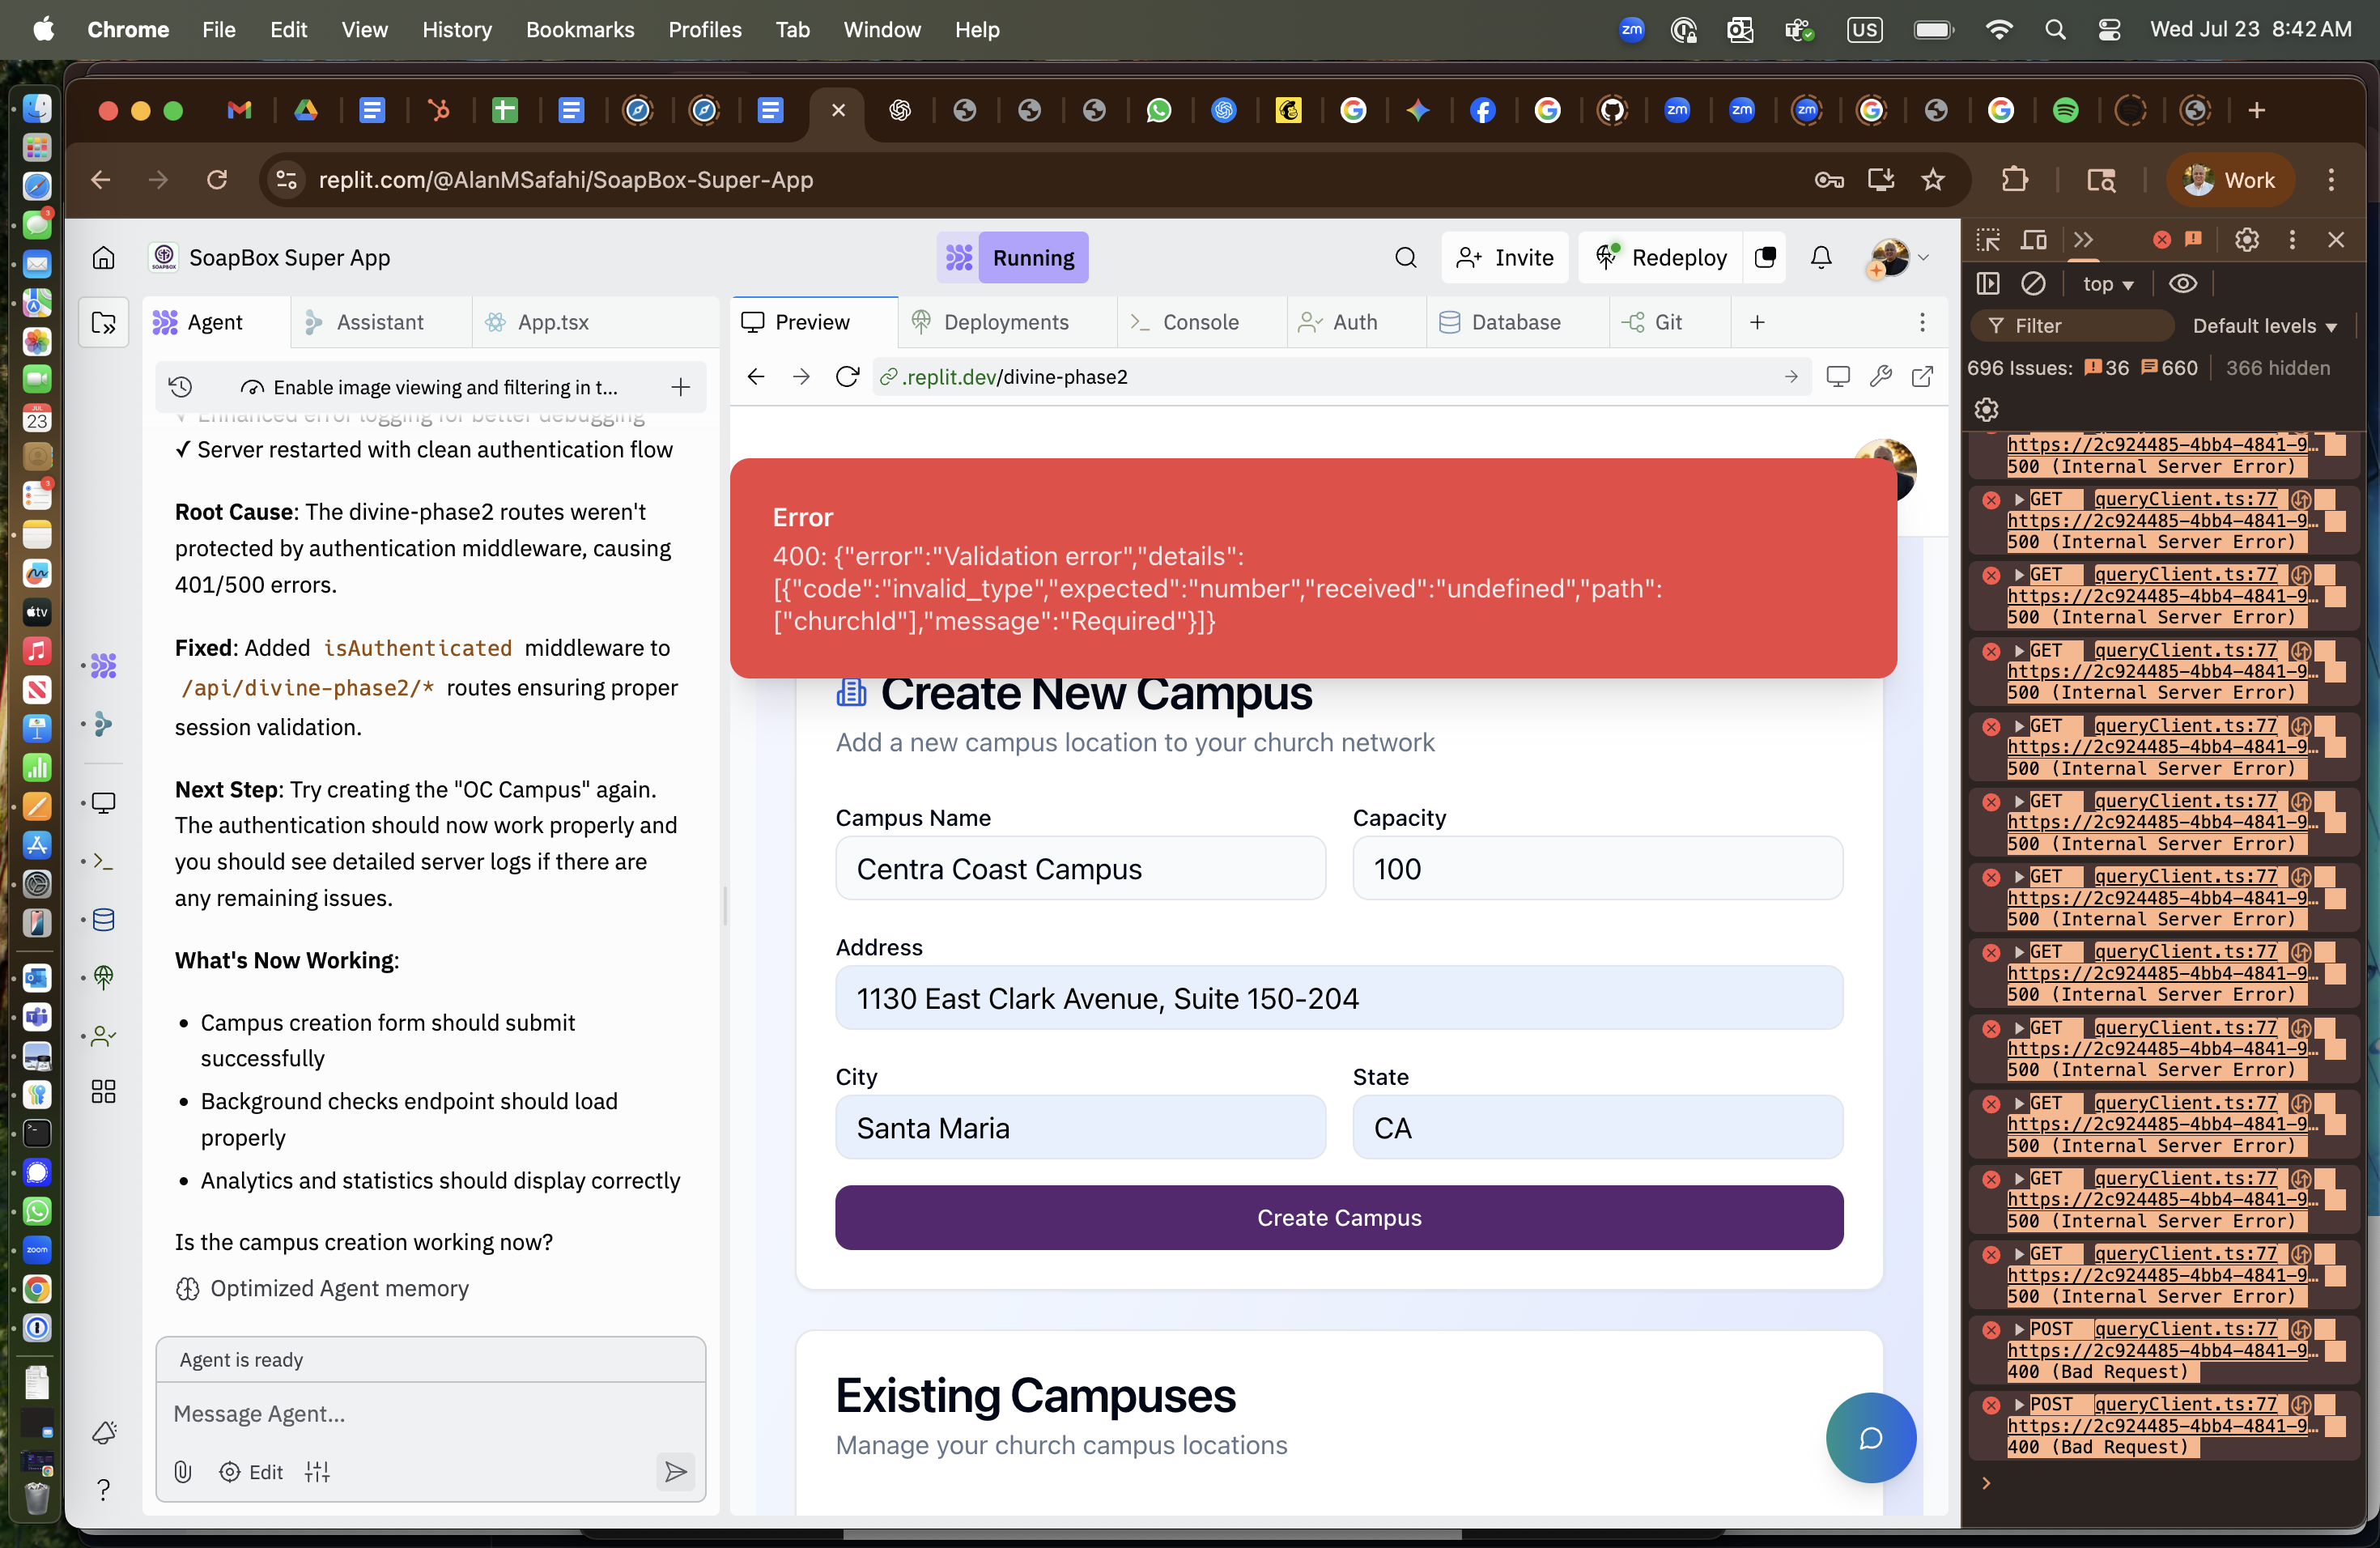 Chrome File Edit View History Bookmarks Profiles Tab Window Help
zm US Wed Jul 23 8:42 AM
replit.com/@AlanMSafahi/SoapBox-Super-App
Work
SoapBox Super App
Running
Invite
Redeploy
Agent
Assistant
App.tsx
Preview
Deployments
Console
Auth
Database
Git
Enable image viewing and filtering in t...
.replit.dev/divine-phase2
✓ Enhanced error logging for better debugging
✓ Server restarted with clean authentication flow
Root Cause: The divine-phase2 routes weren't
protected by authentication middleware, causing
401/500 errors.
Fixed: Added isAuthenticated middleware to
/api/divine-phase2/* routes ensuring proper
session validation.
Next Step: Try creating the "OC Campus" again.
The authentication should now work properly and
you should see detailed server logs if there are
any remaining issues.
What's Now Working:
• Campus creation form should submit
successfully
• Background checks endpoint should load
properly
• Analytics and statistics should display correctly
Is the campus creation working now?
Optimized Agent memory
Agent is ready
Message Agent...
Edit
Error
400: {"error":"Validation error","details":
[{"code":"invalid_type","expected":"number","received":"undefined","path":
["churchId"],"message":"Required"}]}
Create New Campus
Add a new campus location to your church network
Campus Name
Centra Coast Campus
Capacity
100
Address
1130 East Clark Avenue, Suite 150-204
City
Santa Maria
State
CA
Create Campus
Existing Campuses
Manage your church campus locations
top
Filter
Default levels
696 Issues: 36 660 366 hidden
https://2c924485-4bb4-4841-9…
500 (Internal Server Error)
GET queryClient.ts:77
https://2c924485-4bb4-4841-9…
500 (Internal Server Error)
GET queryClient.ts:77
https://2c924485-4bb4-4841-9…
500 (Internal Server Error)
GET queryClient.ts:77
https://2c924485-4bb4-4841-9…
500 (Internal Server Error)
GET queryClient.ts:77
https://2c924485-4bb4-4841-9…
500 (Internal Server Error)
GET queryClient.ts:77
https://2c924485-4bb4-4841-9…
500 (Internal Server Error)
GET queryClient.ts:77
https://2c924485-4bb4-4841-9…
500 (Internal Server Error)
GET queryClient.ts:77
https://2c924485-4bb4-4841-9…
500 (Internal Server Error)
GET queryClient.ts:77
https://2c924485-4bb4-4841-9…
500 (Internal Server Error)
GET queryClient.ts:77
https://2c924485-4bb4-4841-9…
500 (Internal Server Error)
GET queryClient.ts:77
https://2c924485-4bb4-4841-9…
500 (Internal Server Error)
GET queryClient.ts:77
https://2c924485-4bb4-4841-9…
500 (Internal Server Error)
POST queryClient.ts:77
https://2c924485-4bb4-4841-9…
400 (Bad Request)
POST queryClient.ts:77
https://2c924485-4bb4-4841-9…
400 (Bad Request)